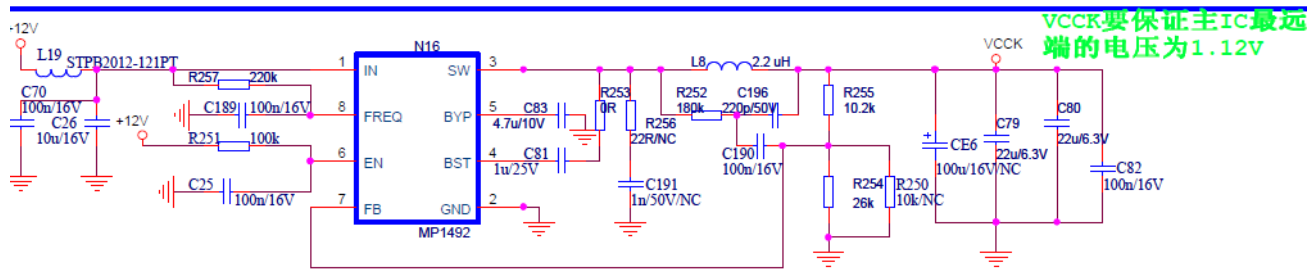 VCCK要保证主IC最远
端的电压为1.12V
+12V
L19
STPB2012-121PT
C70
100n/16V
C26
10u/16V
R257
220k
C189
100n/16V
+12V
R251
100k
C25
100n/16V
N16
1
IN
SW
3
8
FREQ
BYP
5
6
EN
BST
4
7
FB
GND
2
MP1492
C83
4.7u/10V
C81
1u/25V
R253
0R
R256
22R/NC
C191
1n/50V/NC
L8
2.2 uH
R252
180k
C196
220p/50V
C190
100n/16V
R255
10.2k
R254
26k
R250
10k/NC
VCCK
CE6
100u/16V/NC
C79
22u/6.3V
C80
22u/6.3V
C82
100n/16V